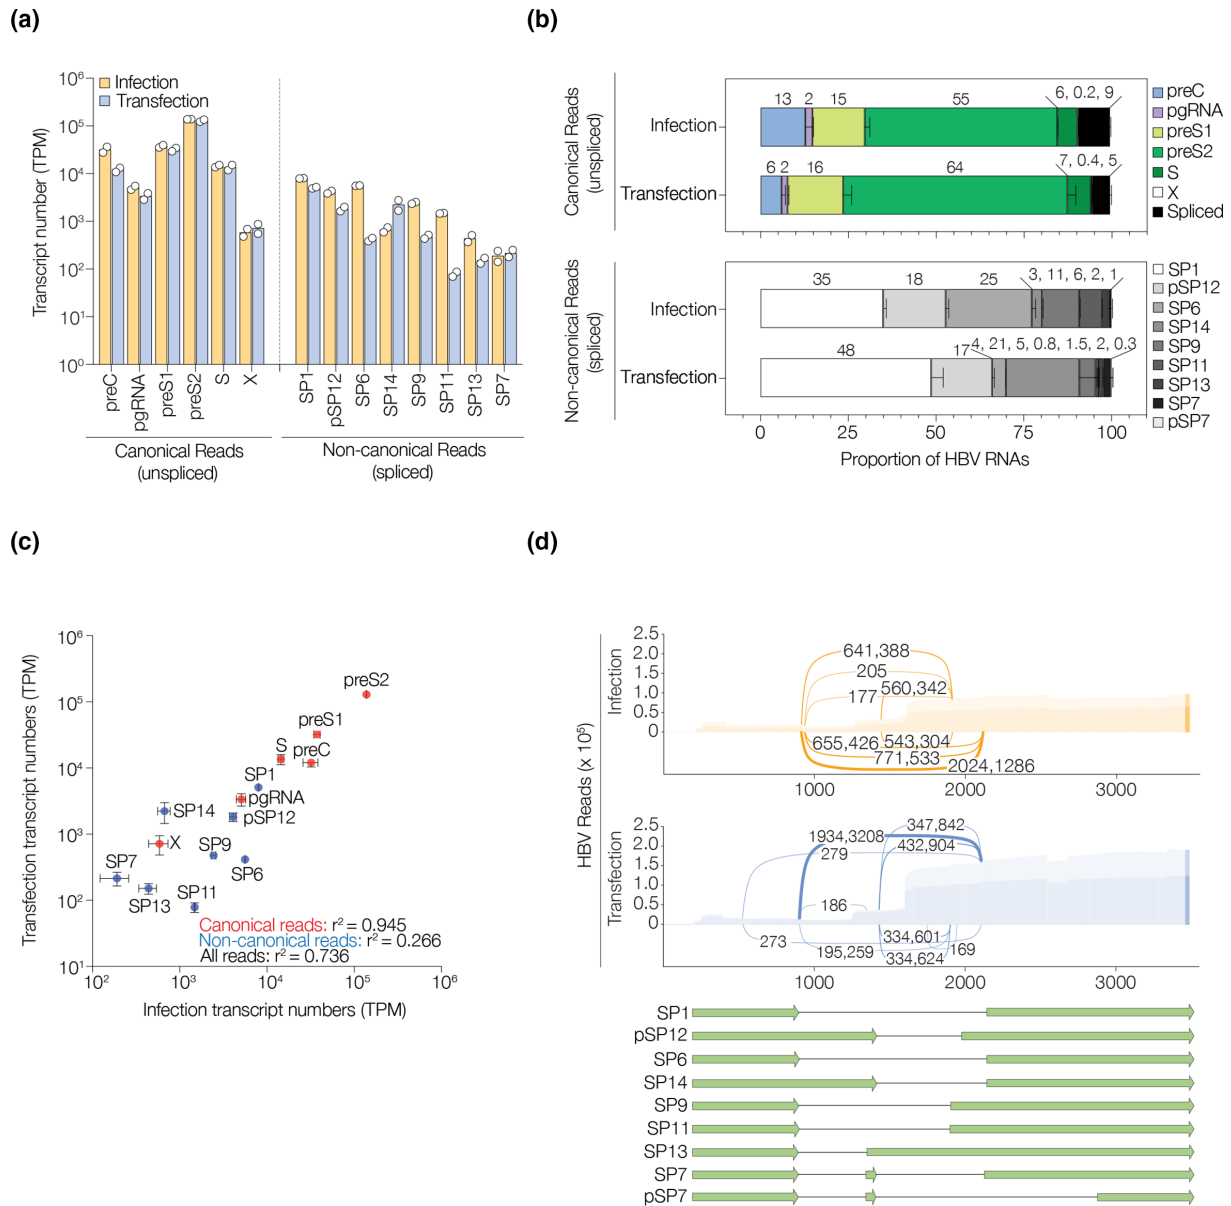 (a)
Transcript number (TPM)
10⁶
10⁵
10⁴
10³
10²
10¹
10⁰
Infection
Transfection
preC
pgRNA
preS1
preS2
S
X
SP1
pSP12
SP6
SP14
SP9
SP11
SP13
SP7
Canonical Reads
(unspliced)
Non-canonical Reads
(spliced)
(b)
Canonical Reads
(unspliced)
Infection
13 2 15 55 6, 0.2, 9
Transfection
6 2 16 64 7, 0.4, 5
preC
pgRNA
preS1
preS2
S
X
Spliced
Non-canonical Reads
(spliced)
Infection
35 18 25 3, 11, 6, 2, 1
Transfection
48 17 4, 21, 5, 0.8, 1.5, 2, 0.3
SP1
pSP12
SP6
SP14
SP9
SP11
SP13
SP7
pSP7
0 25 50 75 100
Proportion of HBV RNAs
(c)
Transfection transcript numbers (TPM)
10⁶
10⁵
10⁴
10³
10²
10¹
preS2
preS1
S
preC
SP1
pgRNA
SP14
pSP12
X
SP9
SP6
SP7
SP13
SP11
Canonical reads: r² = 0.945
Non-canonical reads: r² = 0.266
All reads: r² = 0.736
10² 10³ 10⁴ 10⁵ 10⁶
Infection transcript numbers (TPM)
(d)
HBV Reads (x 10⁵)
Infection
2.5
2.0
1.5
1.0
0.5
0
641,388
205
560,342
177
655,426
543,304
771,533
2024,1286
1000 2000 3000
Transfection
2.5
2.0
1.5
1.0
0.5
0
347,842
1934,3208
432,904
279
186
334,601
273
195,259
169
334,624
1000 2000 3000
SP1
pSP12
SP6
SP14
SP9
SP11
SP13
SP7
pSP7